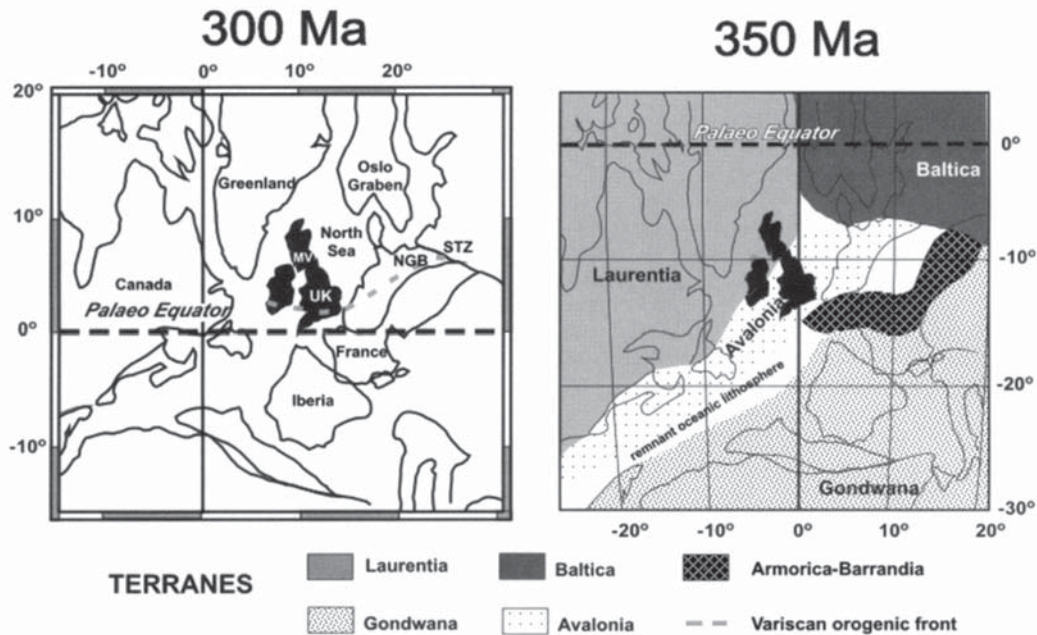 300 Ma
350 Ma
-10° 0° 10° 20°
20°
10°
0°
-10°
Greenland
Oslo
Graben
North
Sea
MV
NGB
STZ
Canada
UK
Palaeo Equator
France
Iberia
Palaeo Equator
0°
Baltica
-10°
Laurentia
Avalonia
remnant oceanic lithosphere
-20°
Gondwana
-30°
-20° -10° 0° 10° 20°
TERRANES
Laurentia
Baltica
Armorica-Barrandia
Gondwana
Avalonia
Variscan orogenic front